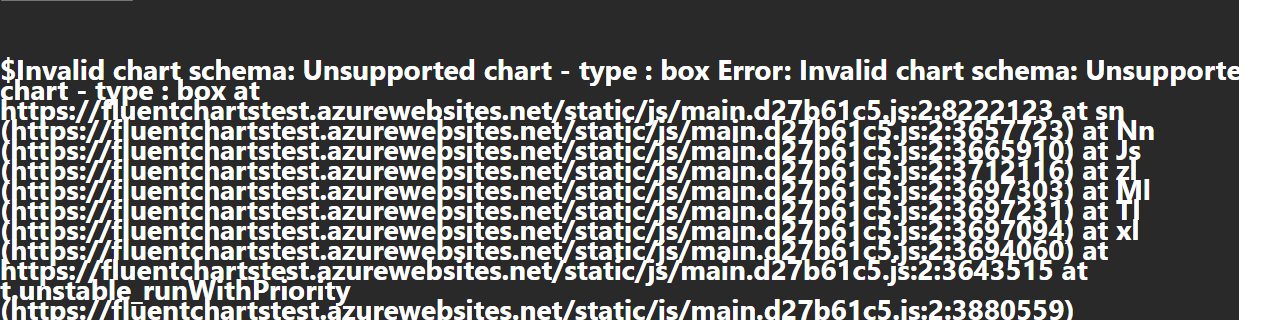 $Invalid chart schema: Unsupported chart - type : box Error: Invalid chart schema: Unsupporte
chart - type : box at
https://fluentchartstest.azurewebsites.net/static/js/main.d27b61c5.js:2:8222123 at sn
(https://fluentchartstest.azurewebsites.net/static/js/main.d27b61c5.js:2:3657723) at Nn
(https://fluentchartstest.azurewebsites.net/static/js/main.d27b61c5.js:2:3665910) at Js
(https://fluentchartstest.azurewebsites.net/static/js/main.d27b61c5.js:2:3712116) at zl
(https://fluentchartstest.azurewebsites.net/static/js/main.d27b61c5.js:2:3697303) at Ml
(https://fluentchartstest.azurewebsites.net/static/js/main.d27b61c5.js:2:3697231) at Tl
(https://fluentchartstest.azurewebsites.net/static/js/main.d27b61c5.js:2:3697094) at xl
(https://fluentchartstest.azurewebsites.net/static/js/main.d27b61c5.js:2:3694060) at
https://fluentchartstest.azurewebsites.net/static/js/main.d27b61c5.js:2:3643515 at
t.unstable_runWithPriority
(https://fluentchartstest.azurewebsites.net/static/js/main.d27b61c5.js:2:3880559)